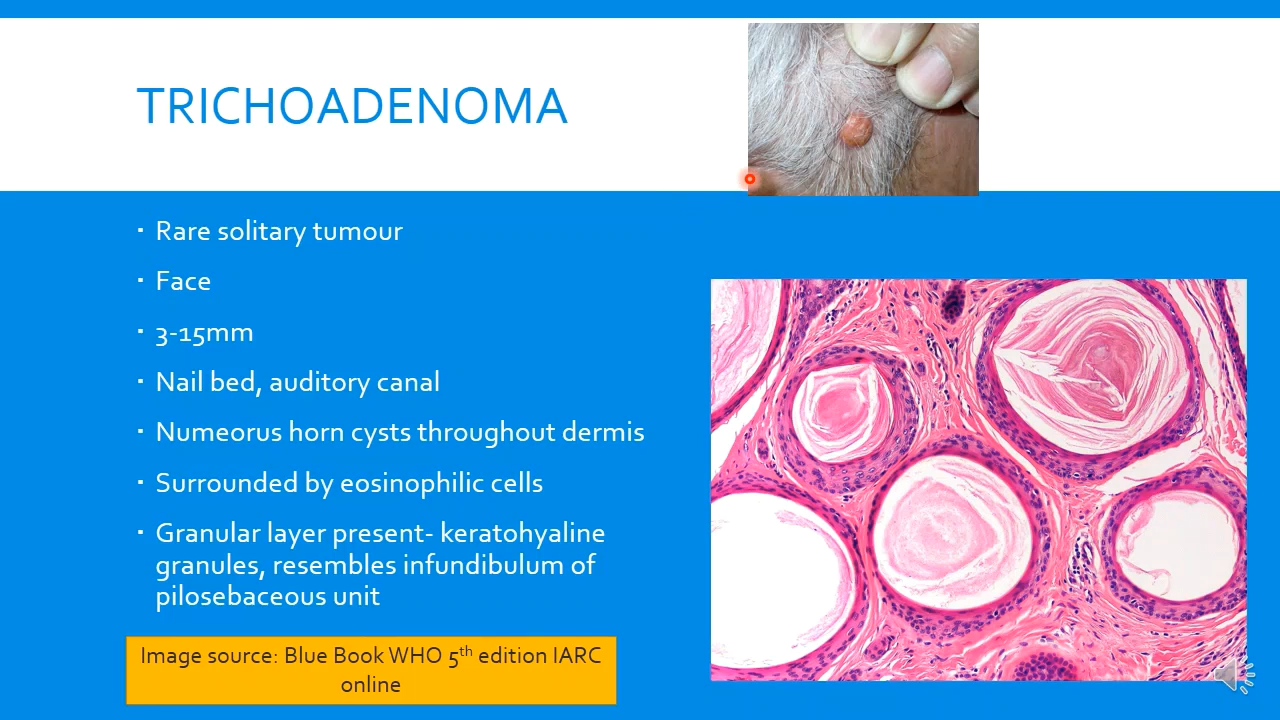 TRICHOADENOMA
▪ Rare solitary tumour
▪ Face
▪ 3-15mm
▪ Nail bed, auditory canal
▪ Numeorus horn cysts throughout dermis
▪ Surrounded by eosinophilic cells
▪ Granular layer present- keratohyaline
granules, resembles infundibulum of
pilosebaceous unit
Image source: Blue Book WHO 5th edition IARC
online